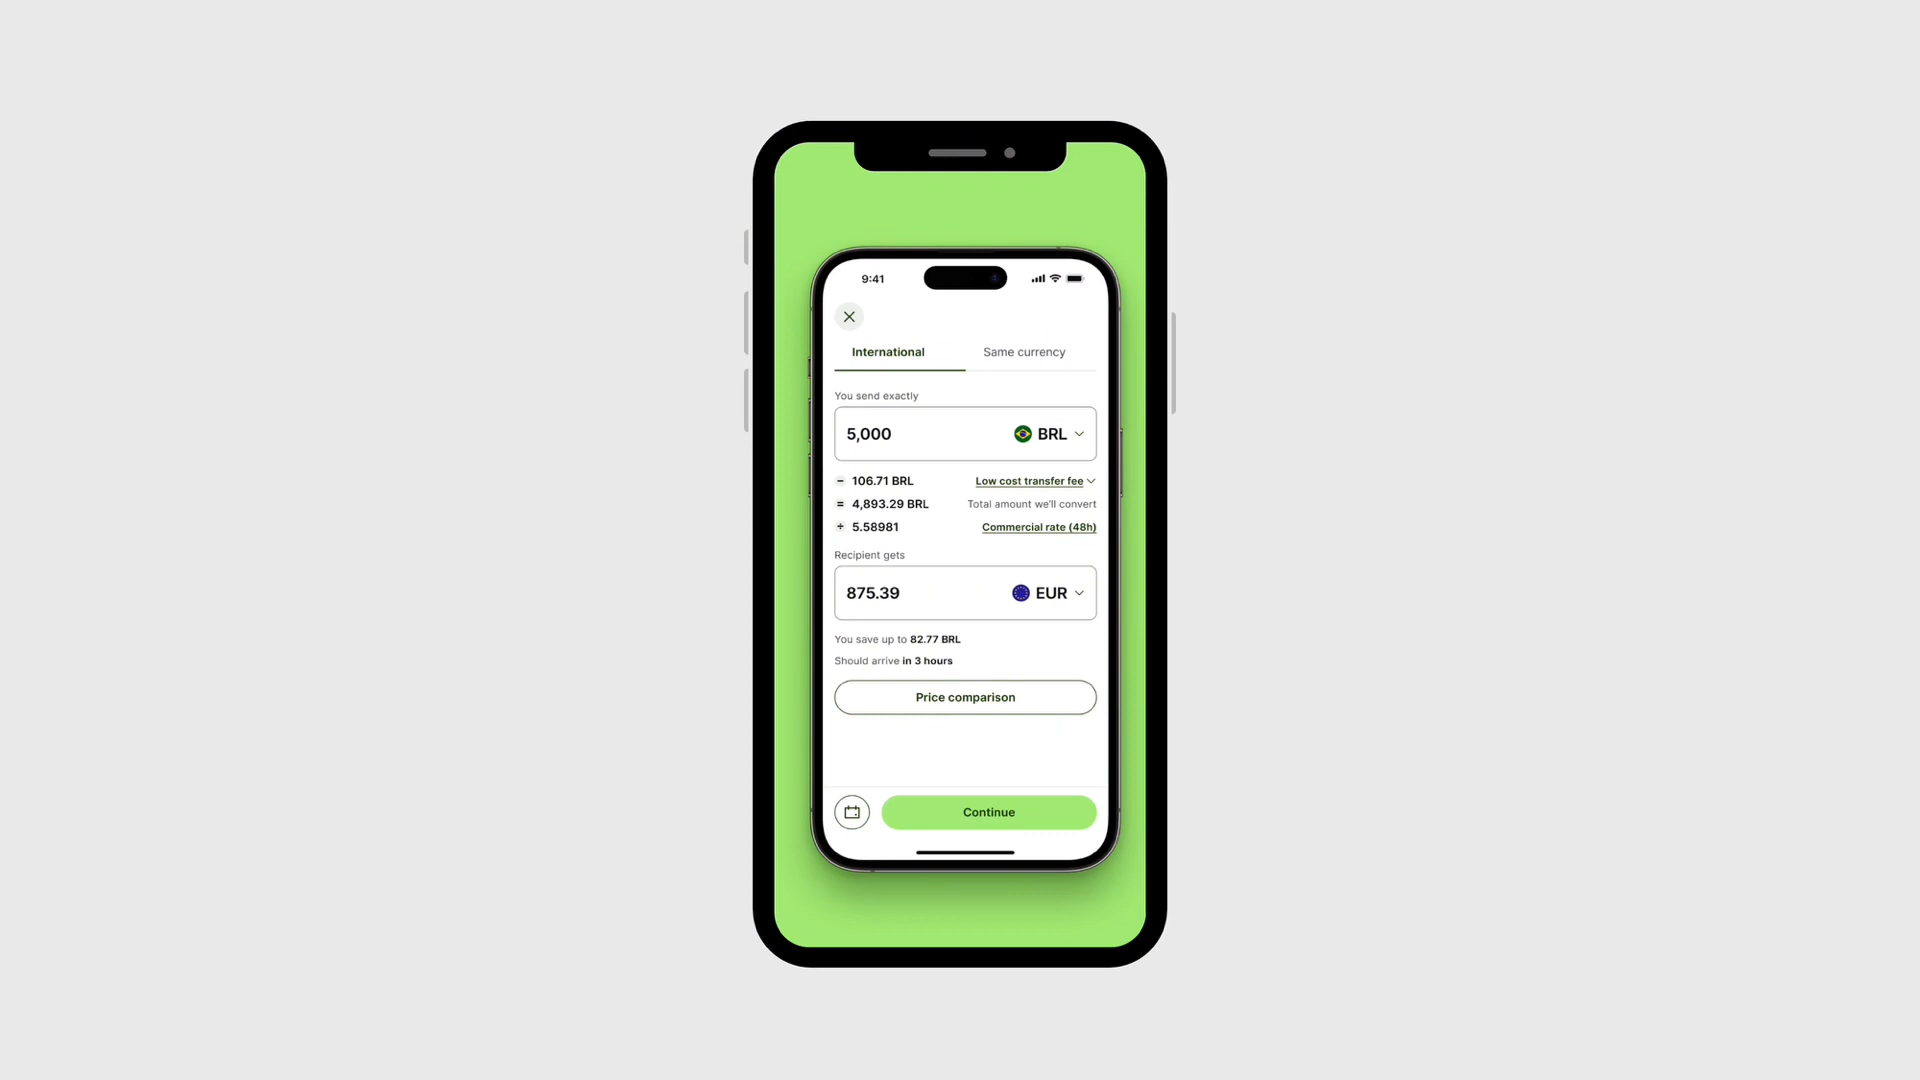 9:41
International
Same currency
You send exactly
5,000 BRL
− 106.71 BRL Low cost transfer fee
= 4,893.29 BRL Total amount we'll convert
÷ 5.58981 Commercial rate (48h)
Recipient gets
875.39 EUR
You save up to 82.77 BRL
Should arrive in 3 hours
Price comparison
Continue